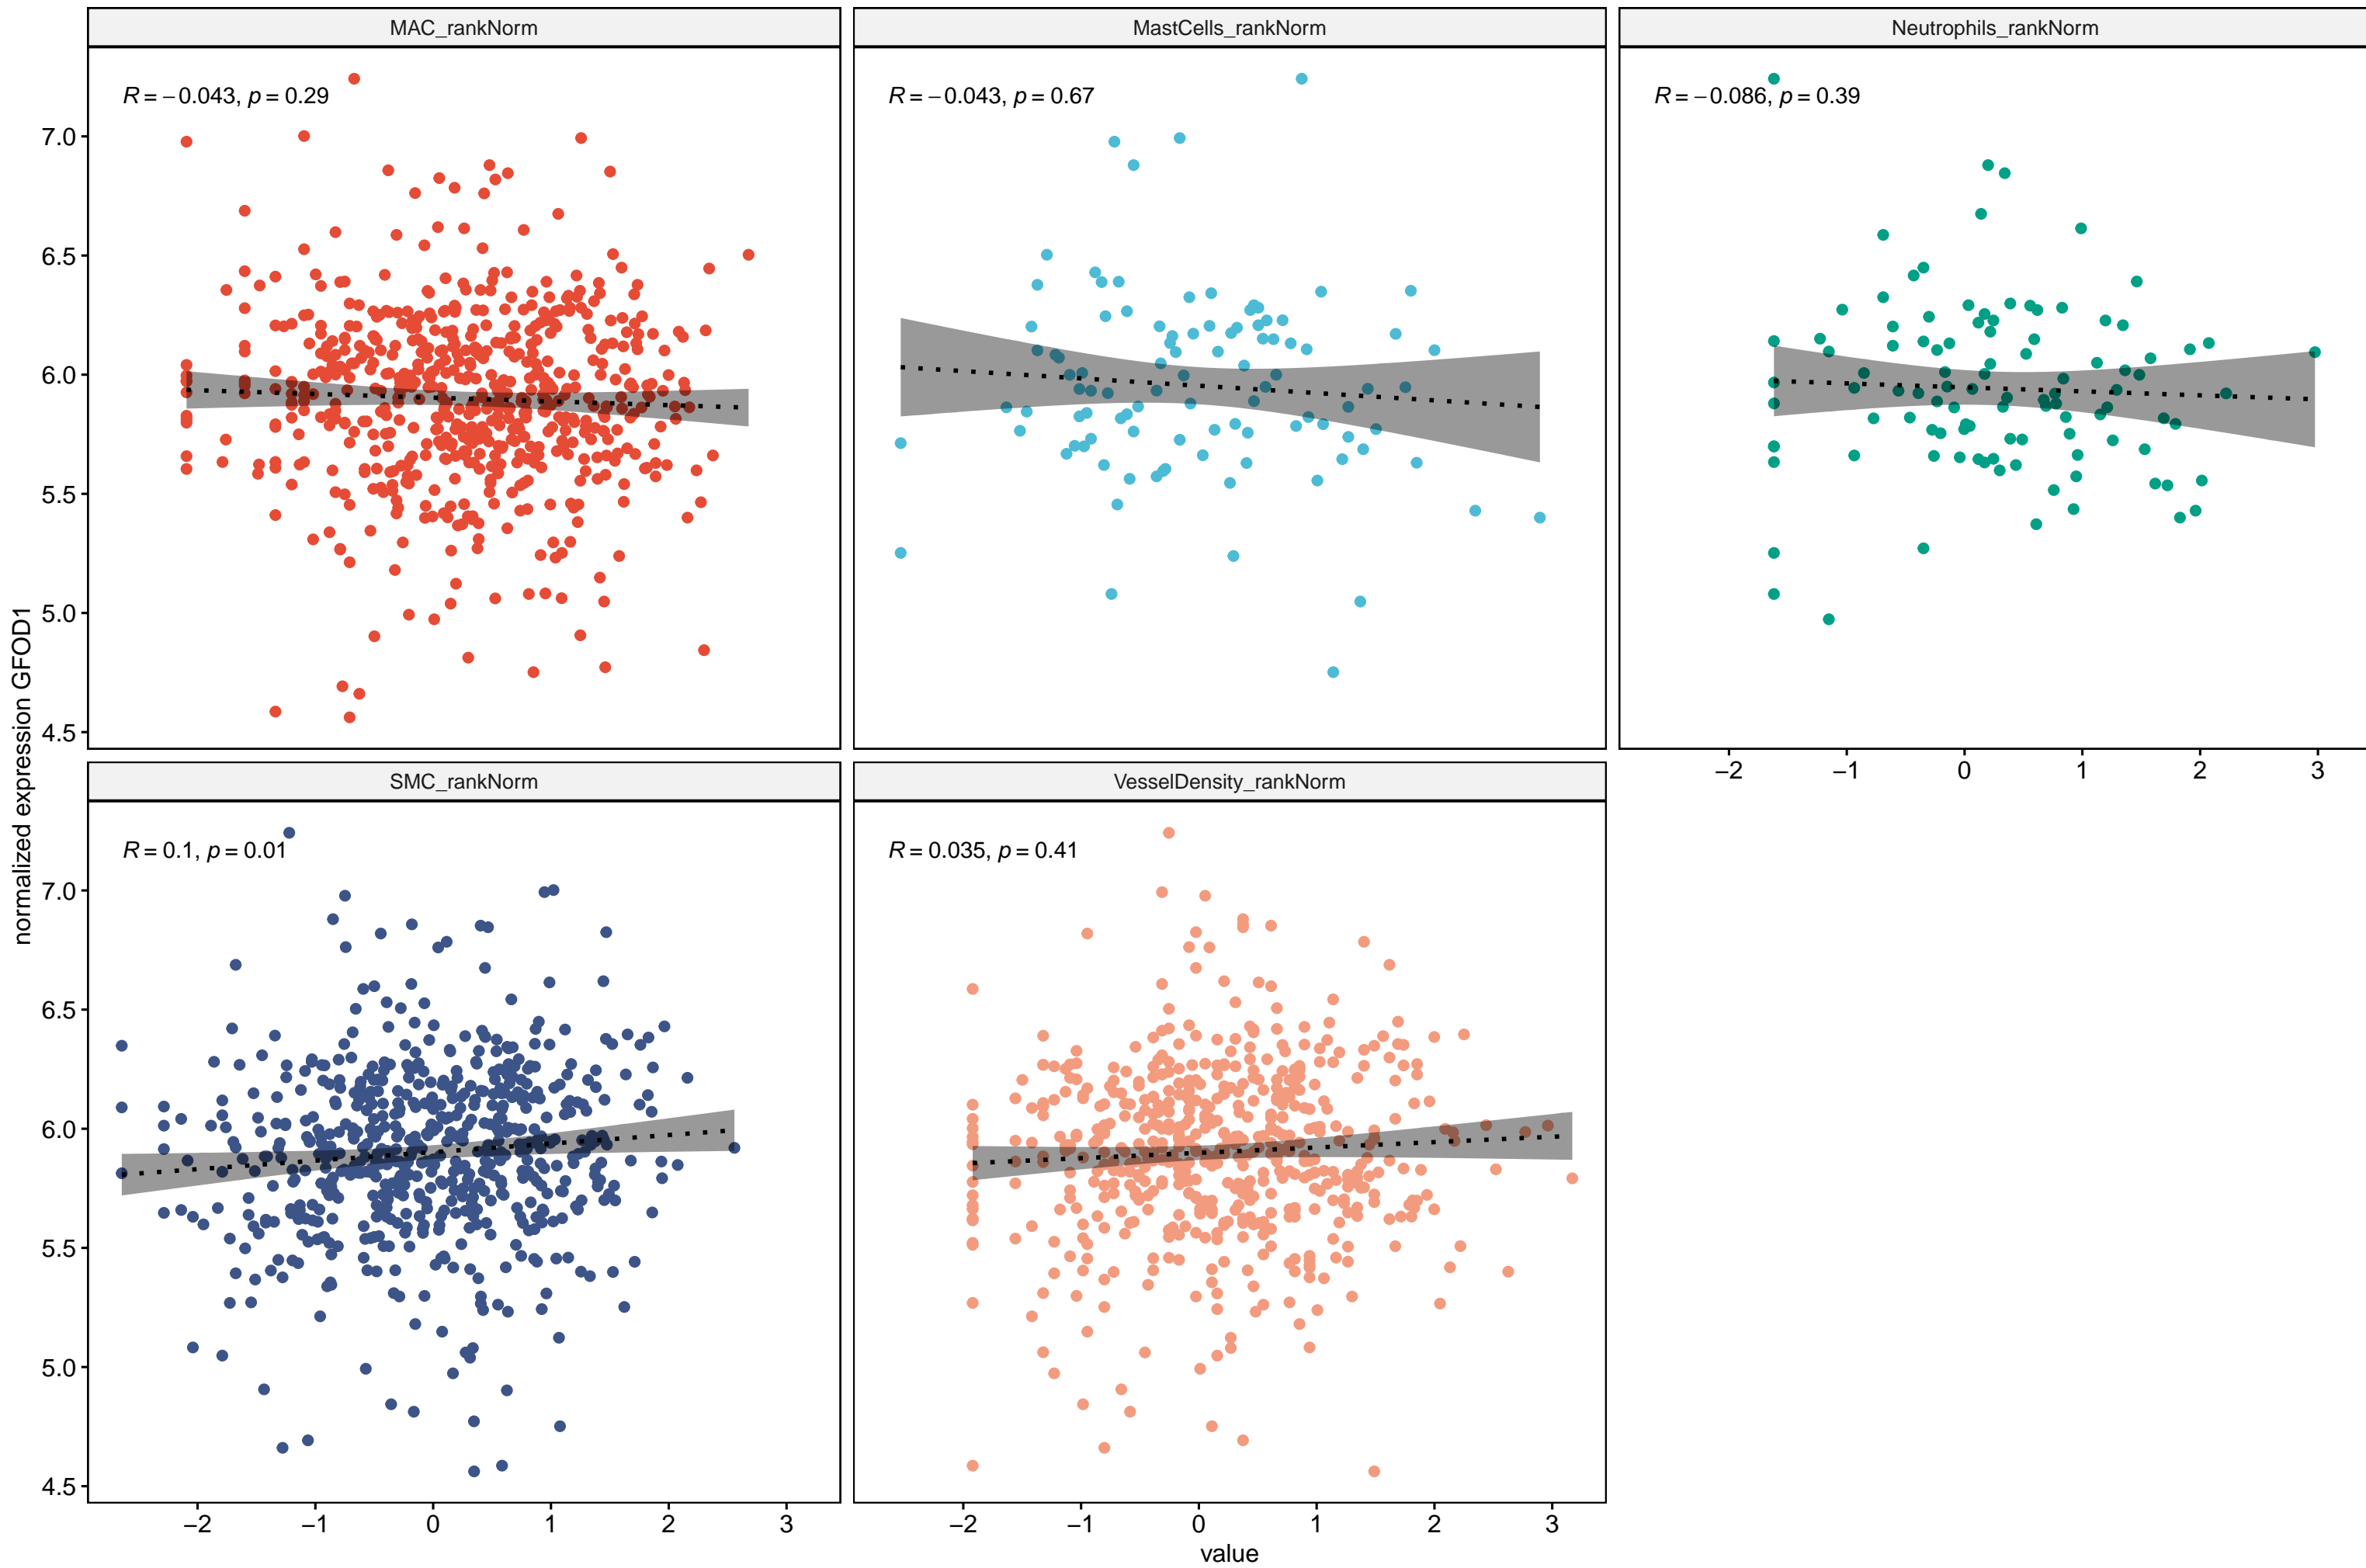 MAC_rankNorm
MastCells_rankNorm
Neutrophils_rankNorm
R = −0.043, p = 0.29
R = −0.043, p = 0.67
R = −0.086, p = 0.39
7.0
6.5
6.0
5.5
5.0
4.5
−2 −1 0 1 2 3
SMC_rankNorm
VesselDensity_rankNorm
R = 0.1, p = 0.01
R = 0.035, p = 0.41
7.0
6.5
6.0
5.5
5.0
4.5
−2 −1 0 1 2 3
−2 −1 0 1 2 3
value
normalized expression GFOD1